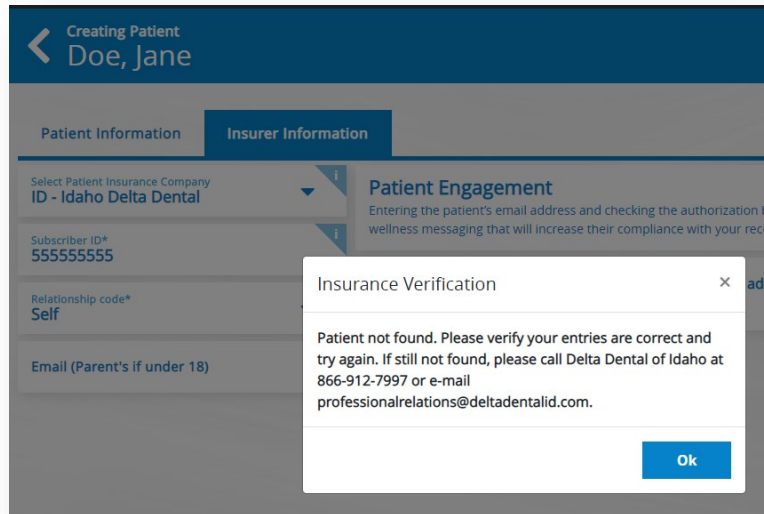 Creating Patient
Doe, Jane
Patient Information
Insurer Information
Select Patient Insurance Company
ID - Idaho Delta Dental
Subscriber ID*
555555555
Relationship code*
Self
Email (Parent's if under 18)
Patient Engagement
Entering the patient's email address and checking the authorization
wellness messaging that will increase their compliance with your
Insurance Verification
×
Patient not found. Please verify your entries are correct and
try again. If still not found, please call Delta Dental of Idaho at
866-912-7997 or e-mail
professionalrelations@deltadentalid.com.
Ok